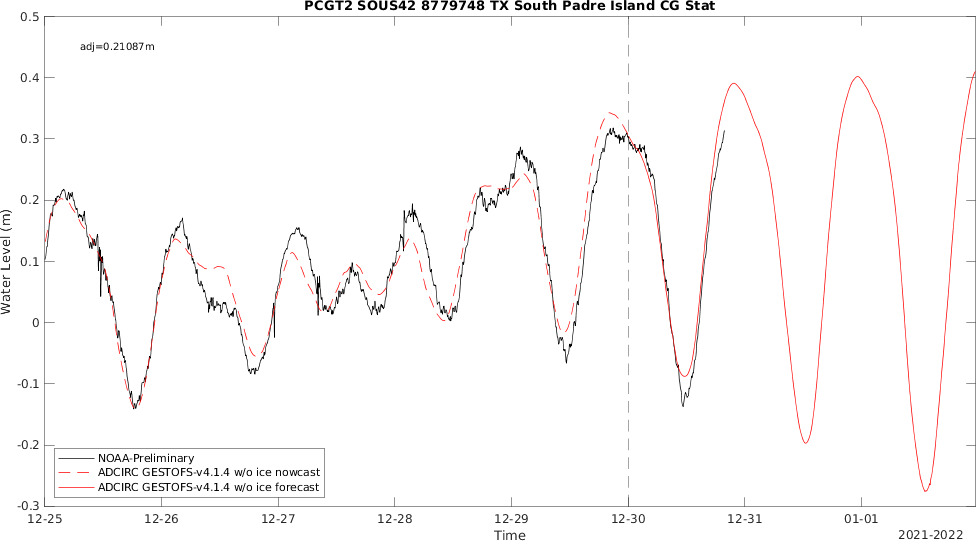 PCGT2 SOUS42 8779748 TX South Padre Island CG Stat
adj=0.21087m
0.5
0.4
0.3
0.2
0.1
0
-0.1
-0.2
-0.3
Water Level (m)
NOAA-Preliminary
ADCIRC GESTOFS-v4.1.4 w/o ice nowcast
ADCIRC GESTOFS-v4.1.4 w/o ice forecast
12-25 12-26 12-27 12-28 12-29 12-30 12-31 01-01
Time
2021-2022